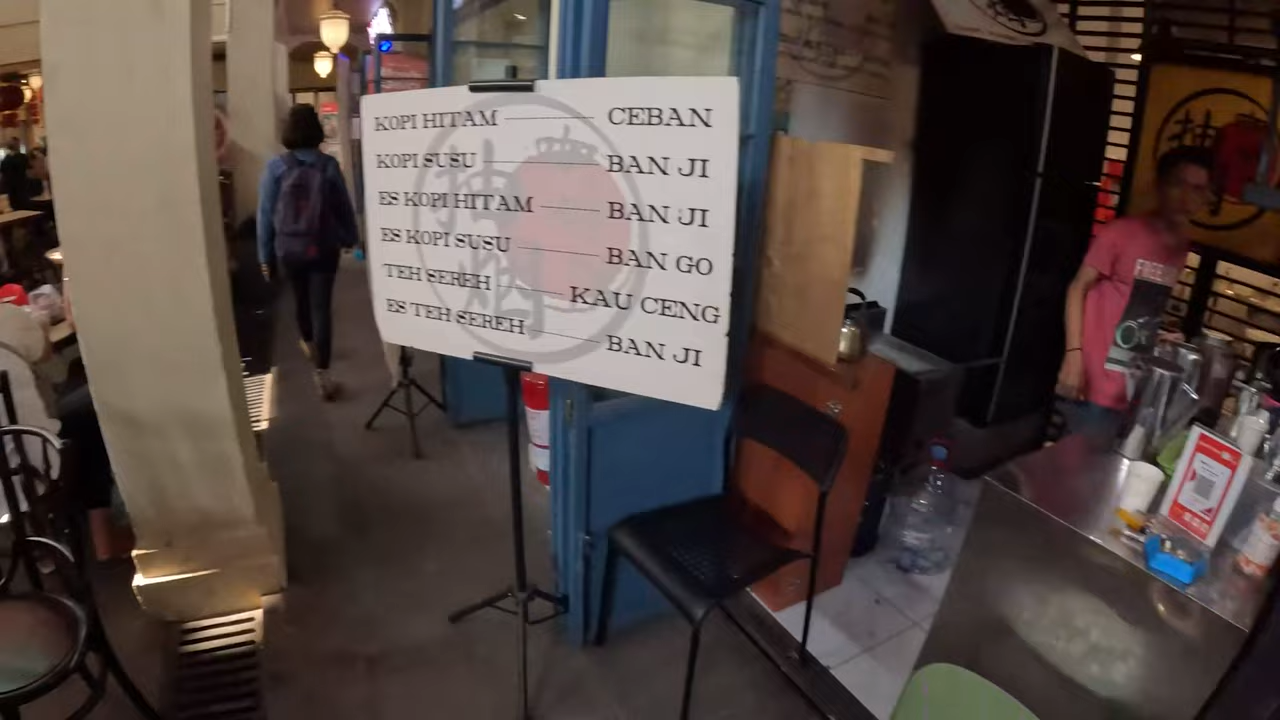 KOPI HITAM ——— CEBAN
KOPI SUSU ——— BAN JI
ES KOPI HITAM ——— BAN JI
ES KOPI SUSU ——— BAN GO
TEH SEREH ——— KAU CENG
ES TEH SEREH ——— BAN JI
FREE